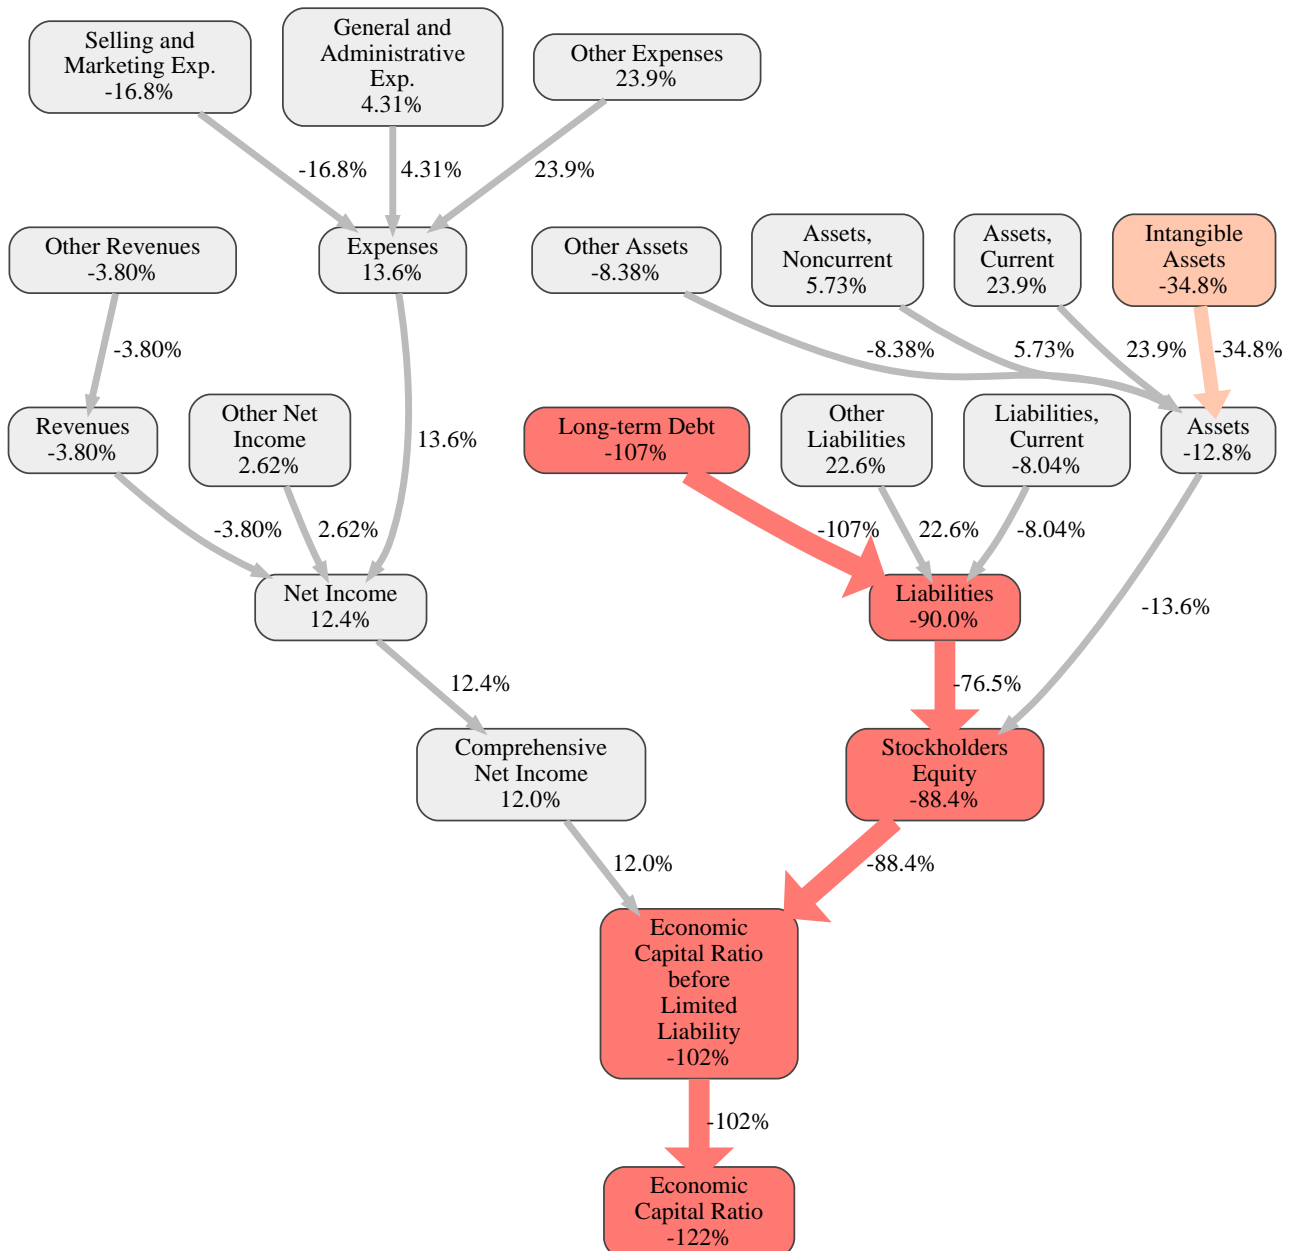 Selling and
Marketing Exp.
-16.8%
General and
Administrative
Exp.
4.31%
Other Expenses
23.9%
-16.8%
4.31%
23.9%
Other Revenues
-3.80%
Expenses
13.6%
Other Assets
-8.38%
Assets,
Noncurrent
5.73%
Assets,
Current
23.9%
Intangible
Assets
-34.8%
-3.80%
-8.38%
5.73%
23.9%
-34.8%
Revenues
-3.80%
Other Net
Income
2.62%
13.6%
Long-term Debt
-107%
Other
Liabilities
22.6%
Liabilities,
Current
-8.04%
Assets
-12.8%
-3.80%
2.62%
-107%
22.6%
-8.04%
Net Income
12.4%
Liabilities
-90.0%
-13.6%
12.4%
-76.5%
Comprehensive
Net Income
12.0%
Stockholders
Equity
-88.4%
12.0%
-88.4%
Economic
Capital Ratio
before
Limited
Liability
-102%
-102%
Economic
Capital Ratio
-122%